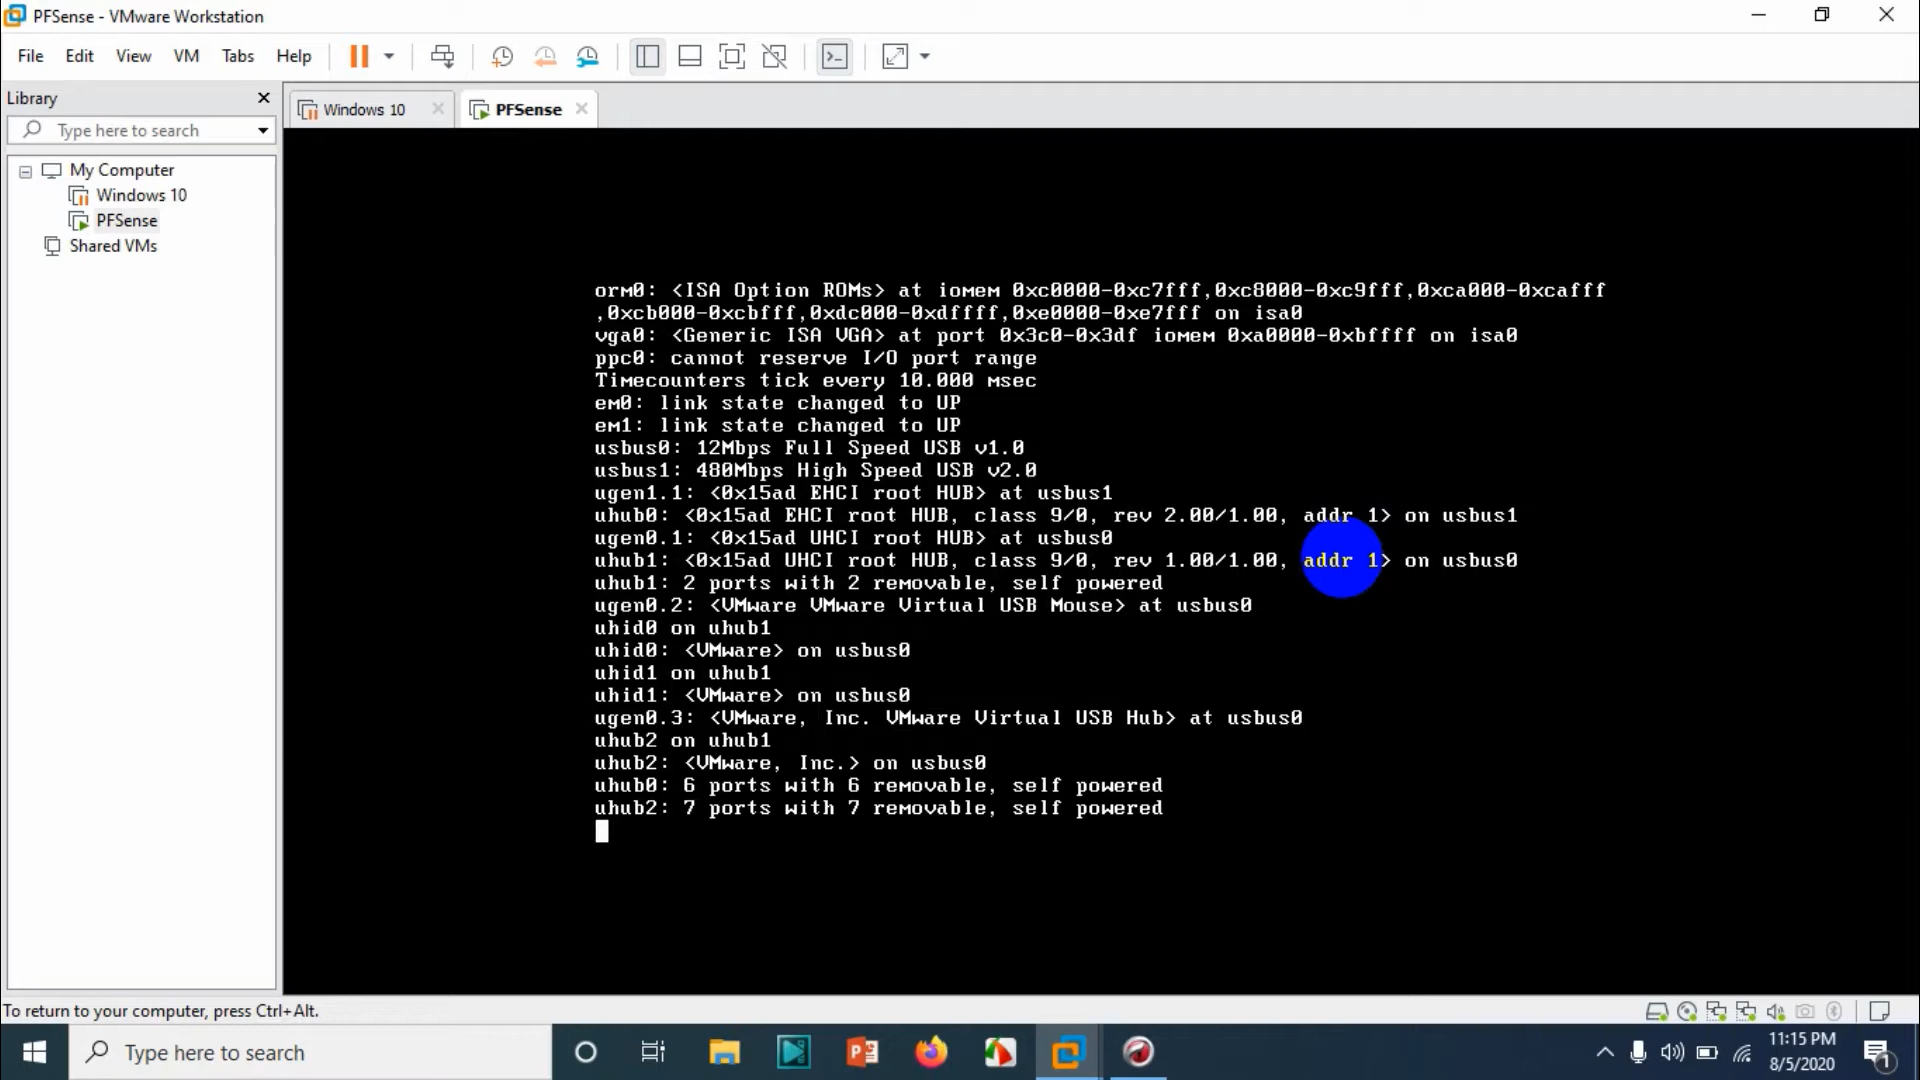 PFSense - VMware Workstation
File Edit View VM Tabs Help
Library
Type here to search
My Computer
Windows 10
PFSense
Shared VMs
Windows 10
PFSense
orm0: <ISA Option ROMs> at iomem 0xc0000-0xc7fff,0xc8000-0xc9fff,0xca000-0xcafff
,0xcb000-0xcbfff,0xdc000-0xdffff,0xe0000-0xe7fff on isa0
vga0: <Generic ISA VGA> at port 0x3c0-0x3df iomem 0xa0000-0xbffff on isa0
ppc0: cannot reserve I/O port range
Timecounters tick every 10.000 msec
em0: link state changed to UP
em1: link state changed to UP
usbus0: 12Mbps Full Speed USB v1.0
usbus1: 480Mbps High Speed USB v2.0
ugen1.1: <0x15ad EHCI root HUB> at usbus1
uhub0: <0x15ad EHCI root HUB, class 9/0, rev 2.00/1.00, addr 1> on usbus1
ugen0.1: <0x15ad UHCI root HUB> at usbus0
uhub1: <0x15ad UHCI root HUB, class 9/0, rev 1.00/1.00, addr 1> on usbus0
uhub1: 2 ports with 2 removable, self powered
ugen0.2: <VMware VMware Virtual USB Mouse> at usbus0
uhid0 on uhub1
uhid0: <VMware> on usbus0
uhid1 on uhub1
uhid1: <VMware> on usbus0
ugen0.3: <VMware, Inc. VMware Virtual USB Hub> at usbus0
uhub2 on uhub1
uhub2: <VMware, Inc.> on usbus0
uhub0: 6 ports with 6 removable, self powered
uhub2: 7 ports with 7 removable, self powered
To return to your computer, press Ctrl+Alt.
Type here to search
11:15 PM
8/5/2020
1